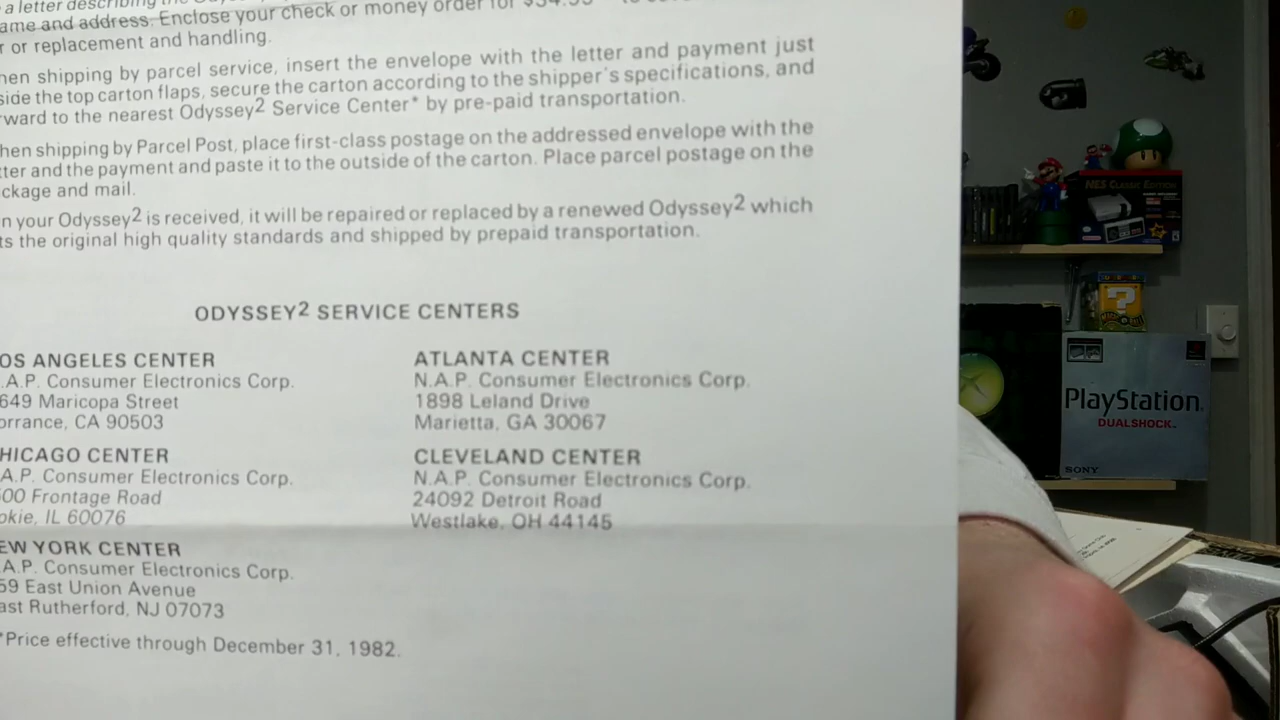 a letter describing the
ame and address. Enclose your check or money order for
r or replacement and handling.
hen shipping by parcel service, insert the envelope with the letter and payment just
side the top carton flaps, secure the carton according to the shipper's specifications, and
rward to the nearest Odyssey2 Service Center* by pre-paid transportation.
hen shipping by Parcel Post, place first-class postage on the addressed envelope with the
tter and the payment and paste it to the outside of the carton. Place parcel postage on the
ckage and mail.
n your Odyssey2 is received, it will be repaired or replaced by a renewed Odyssey2 which
ts the original high quality standards and shipped by prepaid transportation.
ODYSSEY2 SERVICE CENTERS
OS ANGELES CENTER
.A.P. Consumer Electronics Corp.
649 Maricopa Street
orrance, CA 90503
ATLANTA CENTER
N.A.P. Consumer Electronics Corp.
1898 Leland Drive
Marietta, GA 30067
HICAGO CENTER
.A.P. Consumer Electronics Corp.
00 Frontage Road
okie, IL 60076
CLEVELAND CENTER
N.A.P. Consumer Electronics Corp.
24092 Detroit Road
Westlake, OH 44145
EW YORK CENTER
.A.P. Consumer Electronics Corp.
59 East Union Avenue
ast Rutherford, NJ 07073
*Price effective through December 31, 1982.
NES CLASSIC EDITION
PlayStation
DUALSHOCK.
SONY